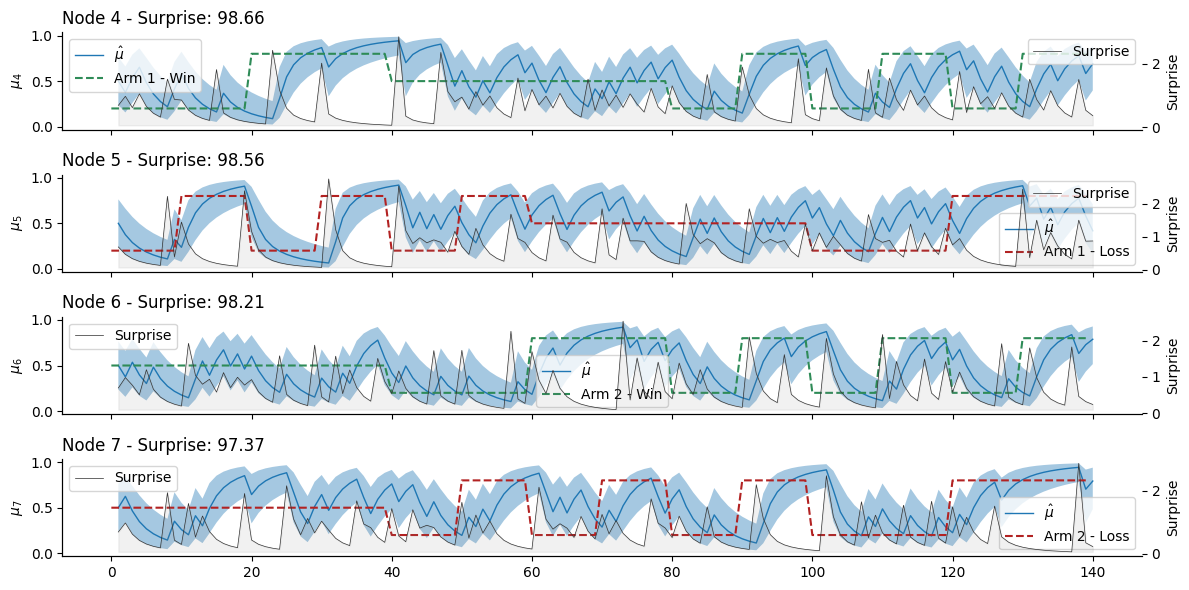 Node 4 - Surprise: 98.66
1.0
0.5
0.0
μ4
μ̂
Arm 1 - Win
Surprise
2
0
Surprise
Node 5 - Surprise: 98.56
1.0
0.5
0.0
μ5
Surprise
μ̂
Arm 1 - Loss
2
1
0
Surprise
Node 6 - Surprise: 98.21
1.0
0.5
0.0
μ6
Surprise
μ̂
Arm 2 - Win
2
1
0
Surprise
Node 7 - Surprise: 97.37
1.0
0.5
0.0
μ7
Surprise
μ̂
Arm 2 - Loss
2
0
Surprise
0 20 40 60 80 100 120 140